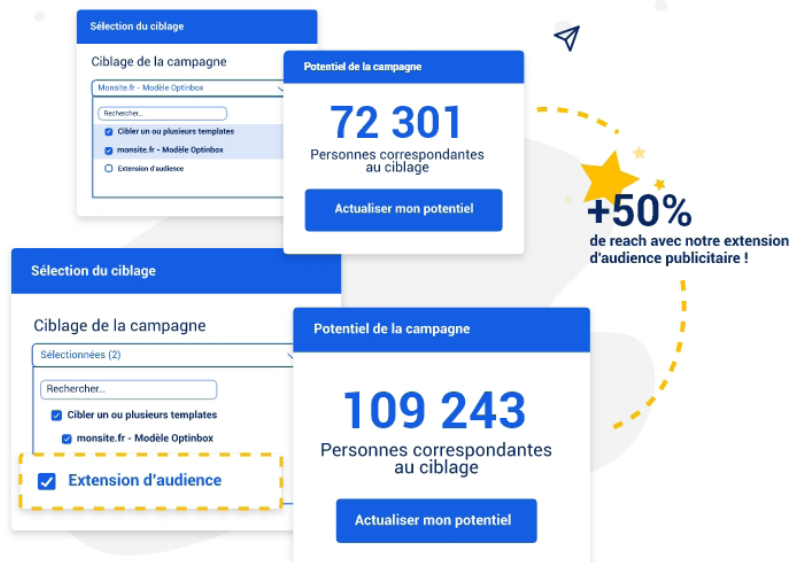 Sélection du ciblage
Ciblage de la campagne
Monsite.fr - Modèle Optinbox
Rechercher..
Cibler un ou plusieurs templates
monsite.fr - Modèle Optinbox
Extension d'audience
Potentiel de la campagne
72 301
Personnes correspondantes
au ciblage
Actualiser mon potentiel
+50%
de reach avec notre extension
d'audience publicitaire !
Sélection du ciblage
Ciblage de la campagne
Sélectionnées (2)
Rechercher...
Cibler un ou plusieurs templates
monsite.fr - Modèle Optinbox
Extension d'audience
Potentiel de la campagne
109 243
Personnes correspondantes
au ciblage
Actualiser mon potentiel